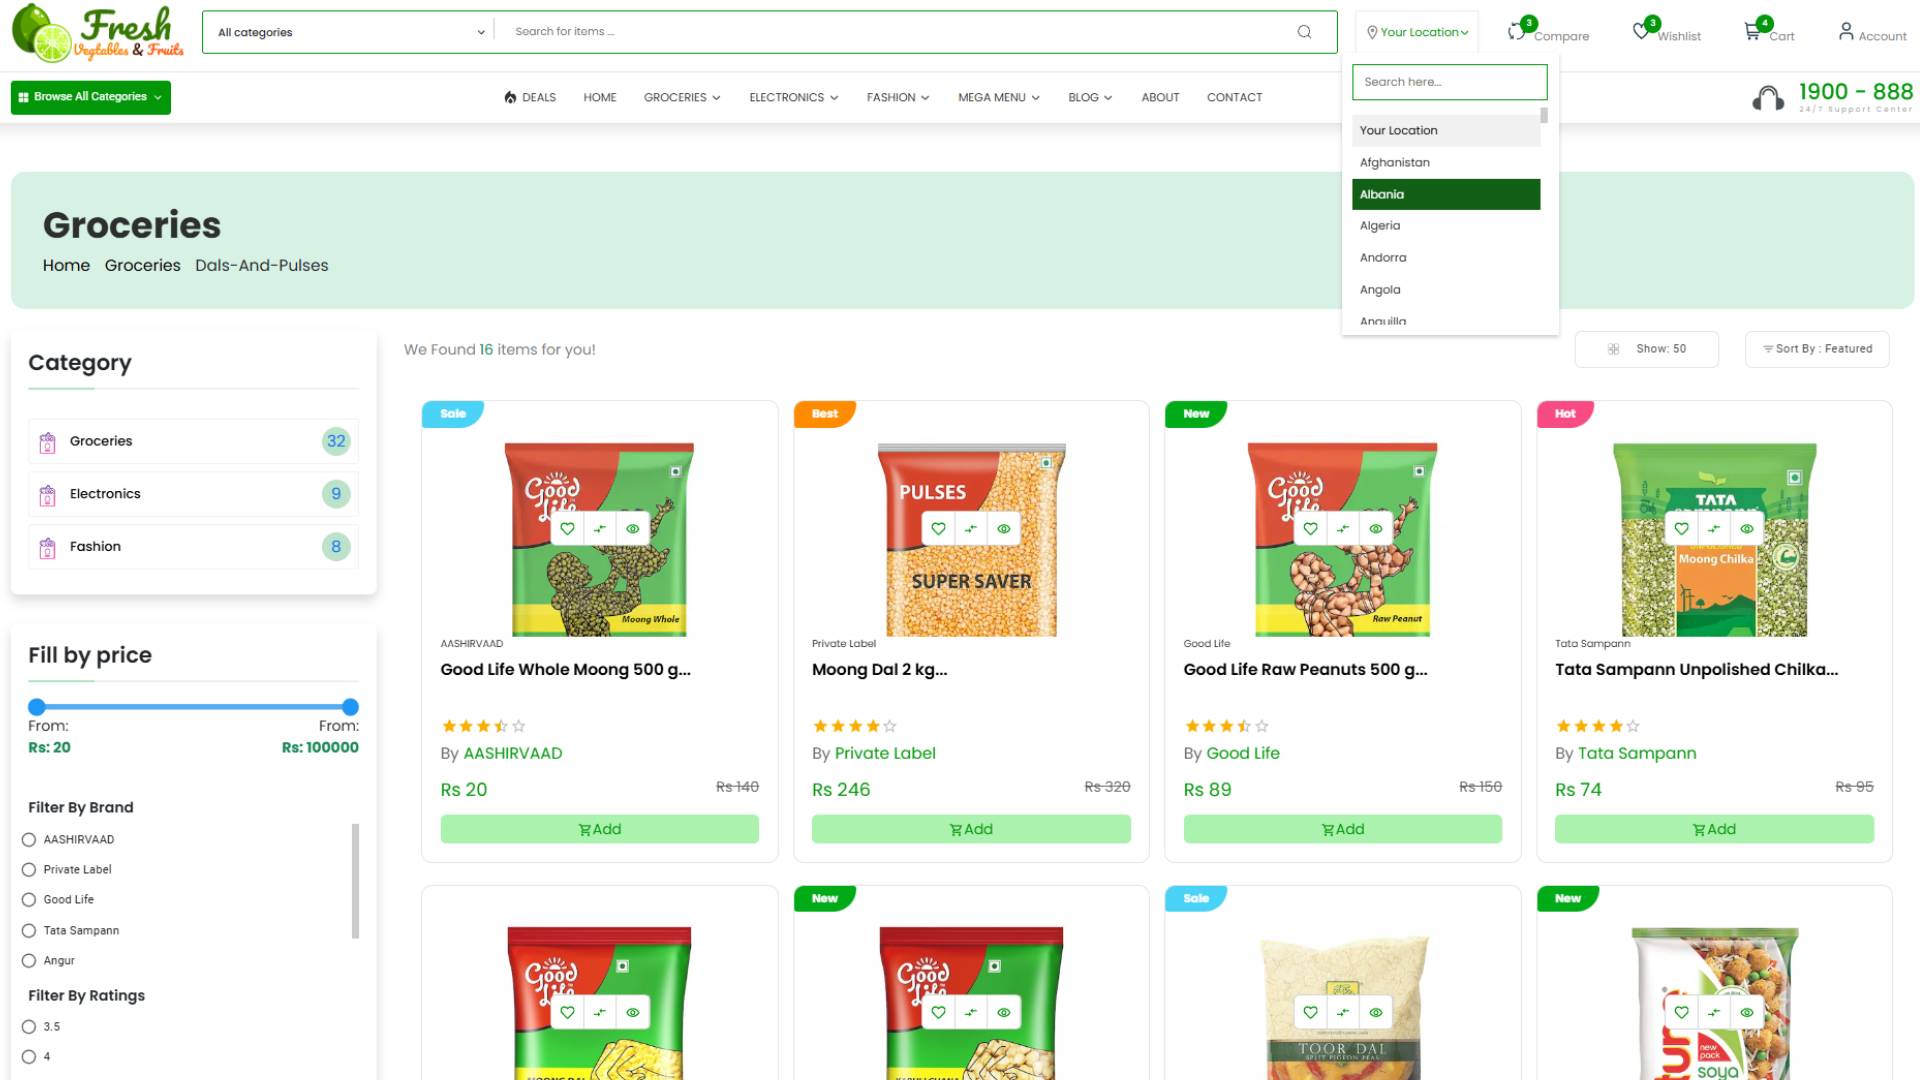 Fresh
Vegtables & Fruits
All categories
Search for items ...
Your Location
3
Compare
3
Wishlist
4
Cart
Account
Browse All Categories
DEALS
HOME
GROCERIES
ELECTRONICS
FASHION
MEGA MENU
BLOG
ABOUT
CONTACT
1900 - 888
24/7 Support Center
Search here...
Your Location
Afghanistan
Albania
Algeria
Andorra
Angola
Anguilla
Groceries
Home Groceries Dals-And-Pulses
Category
Groceries 32
Electronics 9
Fashion 8
Fill by price
From: From:
Rs: 20 Rs: 100000
Filter By Brand
AASHIRVAAD
Private Label
Good Life
Tata Sampann
Angur
Filter By Ratings
3.5
4
We Found 16 items for you!
Show: 50
Sort By : Featured
Sale
Good
Life
Moong Whole
AASHIRVAAD
Good Life Whole Moong 500 g...
By AASHIRVAAD
Rs 20 Rs 140
Add
Best
PULSES
SUPER SAVER
Private Label
Moong Dal 2 kg...
By Private Label
Rs 246 Rs 320
Add
New
Good
Life
Raw Peanut
Good Life
Good Life Raw Peanuts 500 g...
By Good Life
Rs 89 Rs 150
Add
Hot
TATA
Moong Chilka
Tata Sampann
Tata Sampann Unpolished Chilka...
By Tata Sampann
Rs 74 Rs 95
Add
Good
Life
MOONG DAL
New
Good
Life
KABULI CHANA
Sale
TOOR DAL
SPLIT PIGEON PEAS
New
new
pack
soya